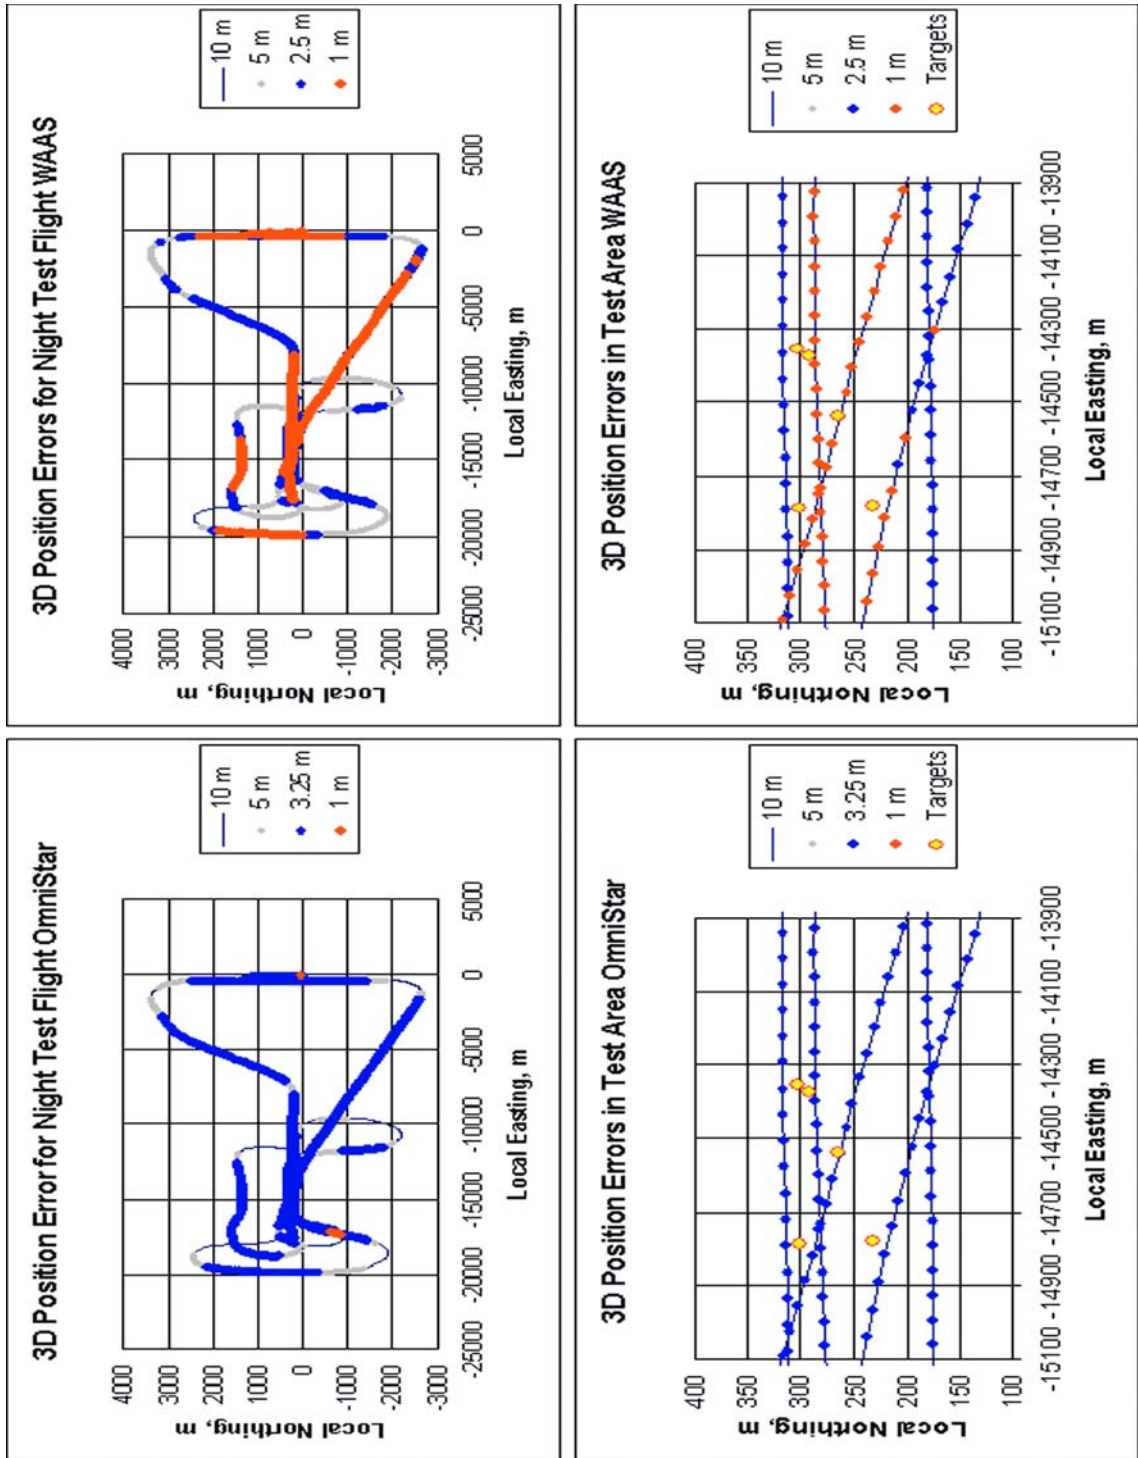 3D Position Error for Night Test Flight OmniStar
Local Northing, m
4000
3000
2000
1000
0
-1000
-2000
-3000
-25000 -20000 -15000 -10000 -5000 0 5000
Local Easting, m
10 m
5 m
3.25 m
1 m
3D Position Errors for Night Test Flight WAAS
Local Northing, m
4000
3000
2000
1000
0
-1000
-2000
-3000
-25000 -20000 -15000 -10000 -5000 0 5000
Local Easting, m
10 m
5 m
2.5 m
1 m
3D Position Errors in Test Area OmniStar
Local Northing, m
400
350
300
250
200
150
100
-15100 -14900 -14700 -14500 -14300 -14100 -13900
Local Easting, m
10 m
5 m
3.25 m
1 m
Targets
3D Position Errors in Test Area WAAS
Local Northing, m
400
350
300
250
200
150
100
-15100 -14900 -14700 -14500 -14300 -14100 -13900
Local Easting, m
10 m
5 m
2.5 m
1 m
Targets